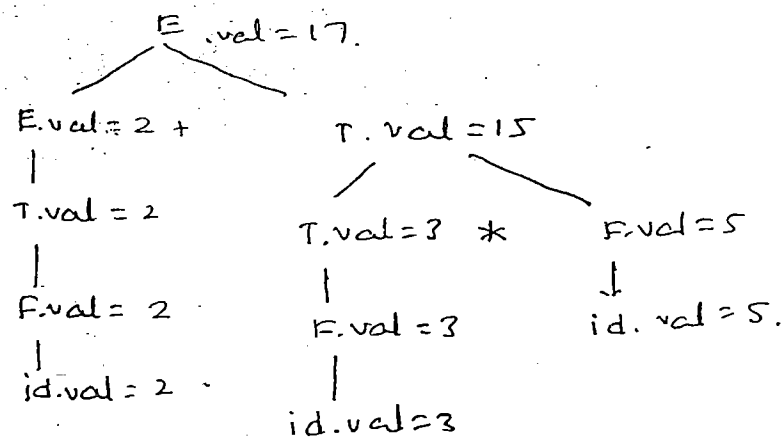 E .val = 17.
E.val = 2 + T.val = 15
T.val = 2 T.val = 3 * F.val = 5
F.val = 2 F.val = 3 id.val = 5.
id.val = 2
id.val = 3